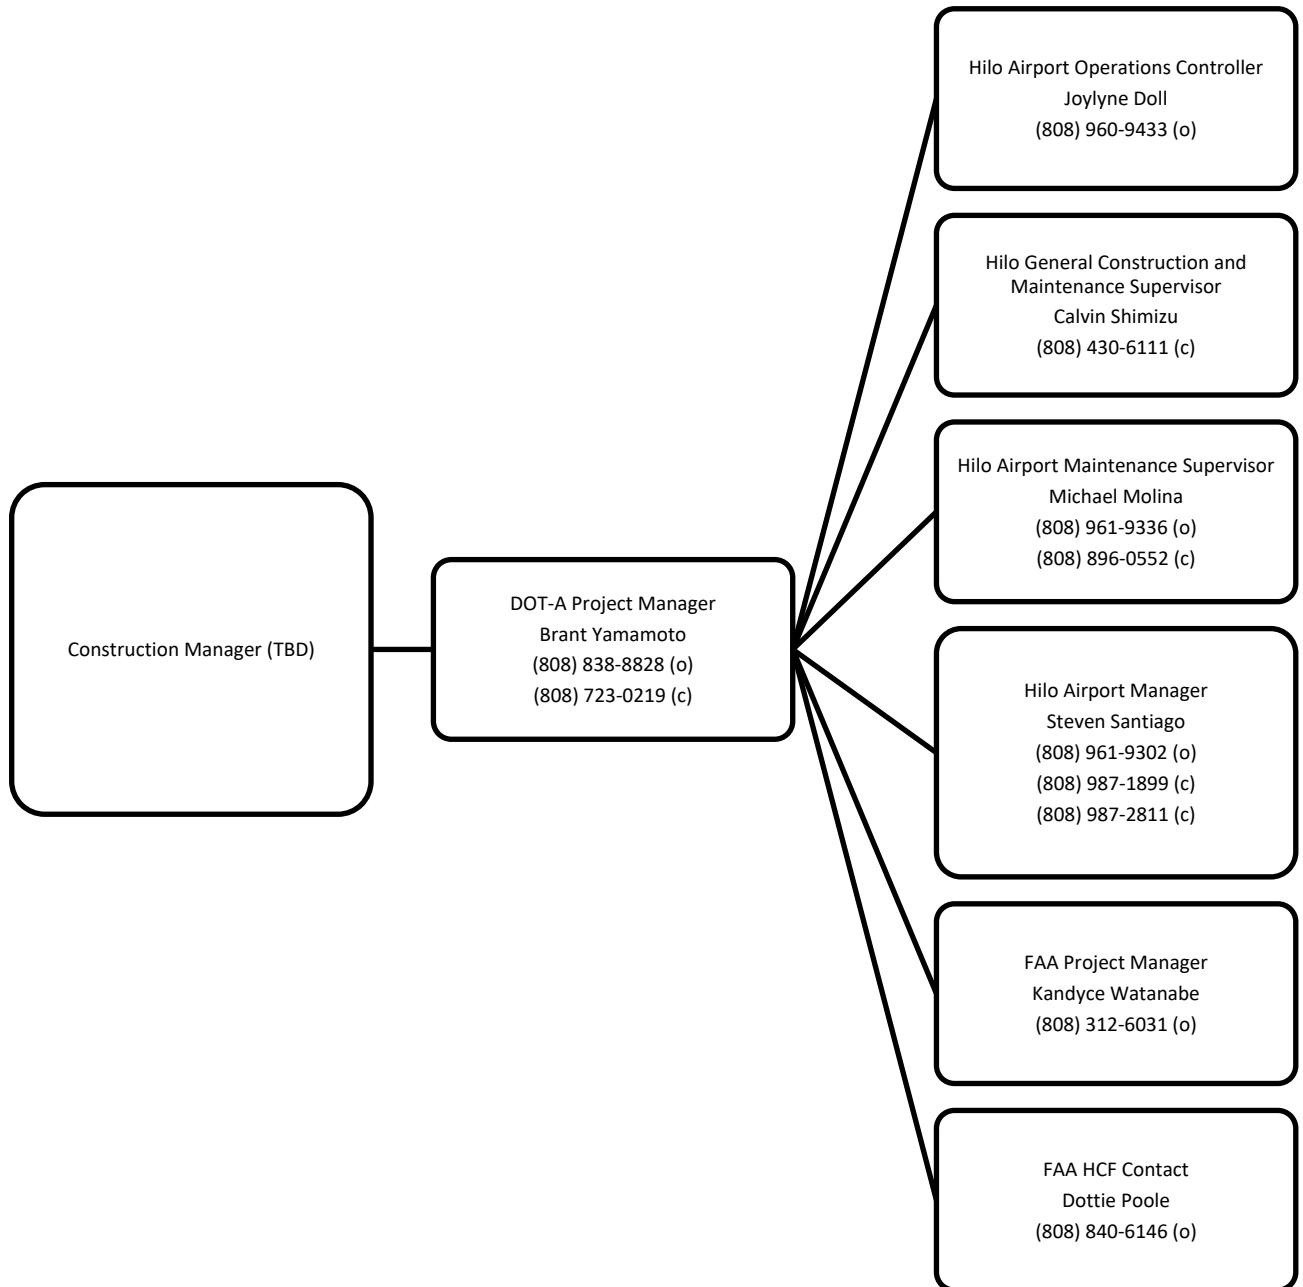 Construction Manager (TBD)
DOT-A Project Manager
Brant Yamamoto
(808) 838-8828 (o)
(808) 723-0219 (c)
Hilo Airport Operations Controller
Joylyne Doll
(808) 960-9433 (o)
Hilo General Construction and
Maintenance Supervisor
Calvin Shimizu
(808) 430-6111 (c)
Hilo Airport Maintenance Supervisor
Michael Molina
(808) 961-9336 (o)
(808) 896-0552 (c)
Hilo Airport Manager
Steven Santiago
(808) 961-9302 (o)
(808) 987-1899 (c)
(808) 987-2811 (c)
FAA Project Manager
Kandyce Watanabe
(808) 312-6031 (o)
FAA HCF Contact
Dottie Poole
(808) 840-6146 (o)